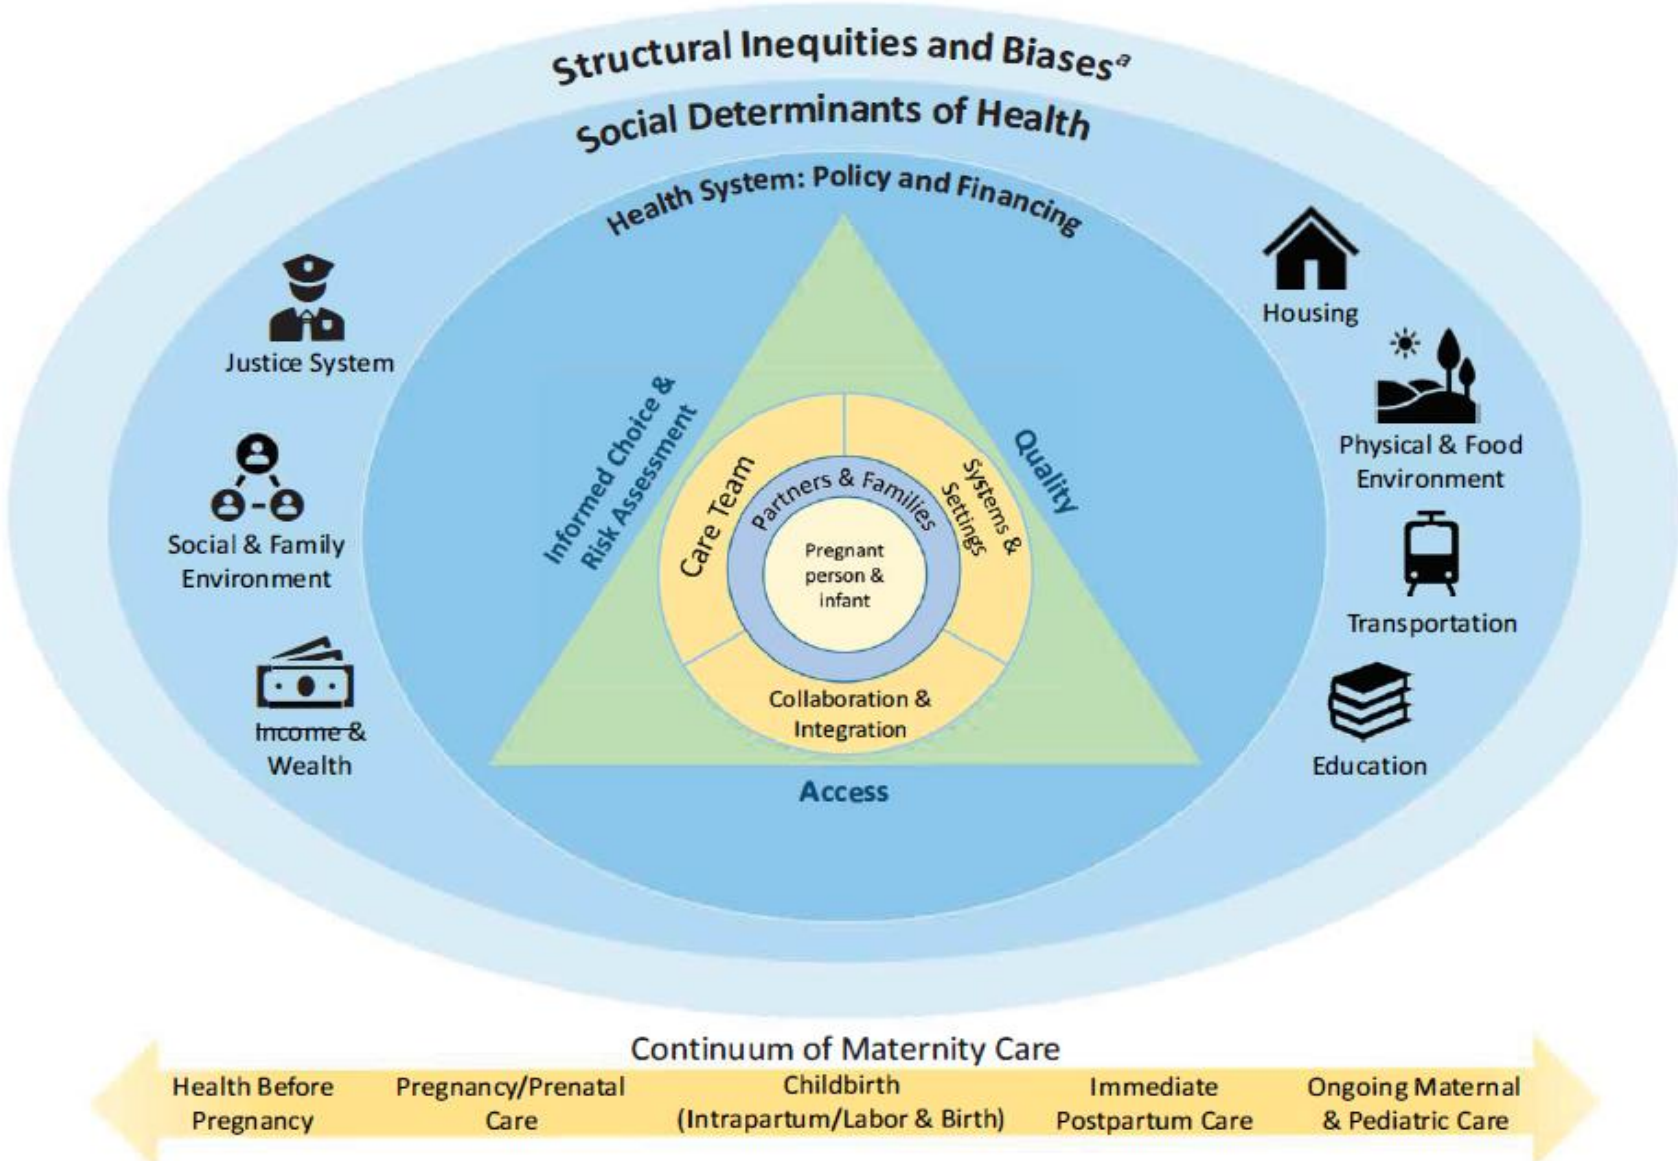 Structural Inequities and Biasesª
Social Determinants of Health
Health System: Policy and Financing
Justice System
Social & Family
Environment
Income &
Wealth
Housing
Physical & Food
Environment
Transportation
Education
Informed Choice &
Risk Assessment
Quality
Access
Care Team
Systems &
Settings
Collaboration &
Integration
Partners & Families
Pregnant
person &
infant
Continuum of Maternity Care
Health Before
Pregnancy
Pregnancy/Prenatal
Care
Childbirth
(Intrapartum/Labor & Birth)
Immediate
Postpartum Care
Ongoing Maternal
& Pediatric Care